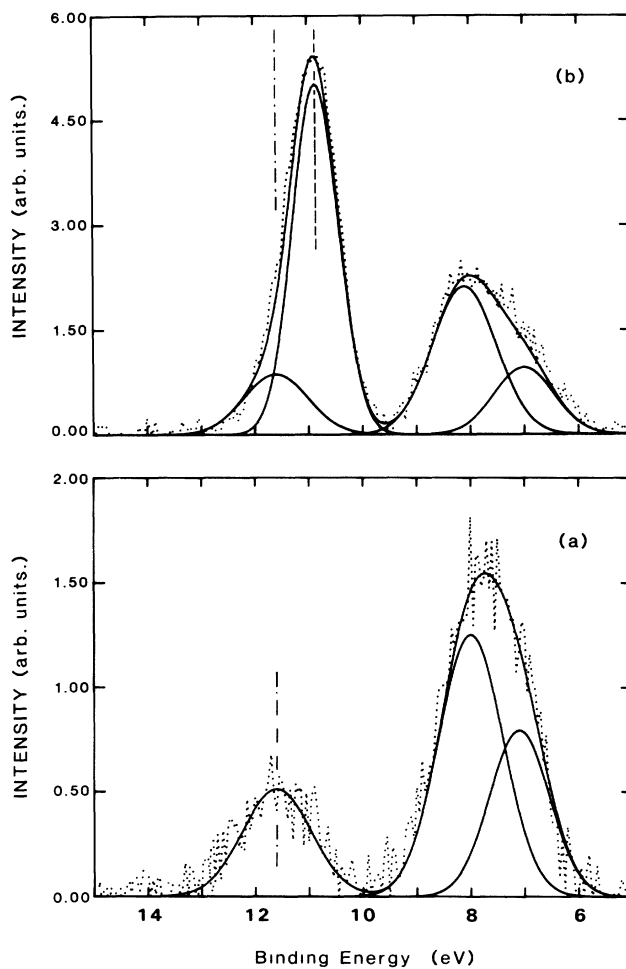 6.00
(b)
4.50
3.00
1.50
0.00
INTENSITY (arb. units.)
2.00
(a)
1.50
1.00
0.50
0.00
INTENSITY (arb. units.)
14 12 10 8 6
Binding Energy (eV)